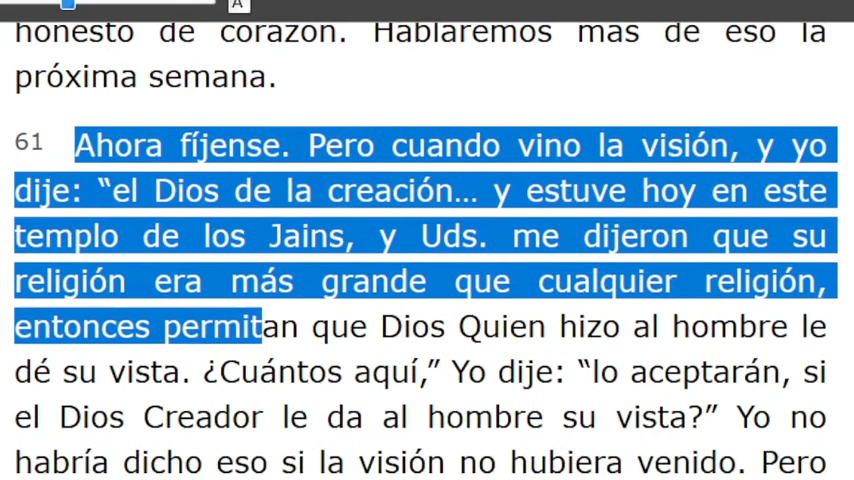 A
honesto de corazón. Hablaremos más de eso la
próxima semana.
61 Ahora fíjense. Pero cuando vino la visión, y yo
dije: “el Dios de la creación… y estuve hoy en este
templo de los Jains, y Uds. me dijeron que su
religión era más grande que cualquier religión,
entonces permitan que Dios Quien hizo al hombre le
dé su vista. ¿Cuántos aquí,” Yo dije: “lo aceptarán, si
el Dios Creador le da al hombre su vista?” Yo no
habría dicho eso si la visión no hubiera venido. Pero